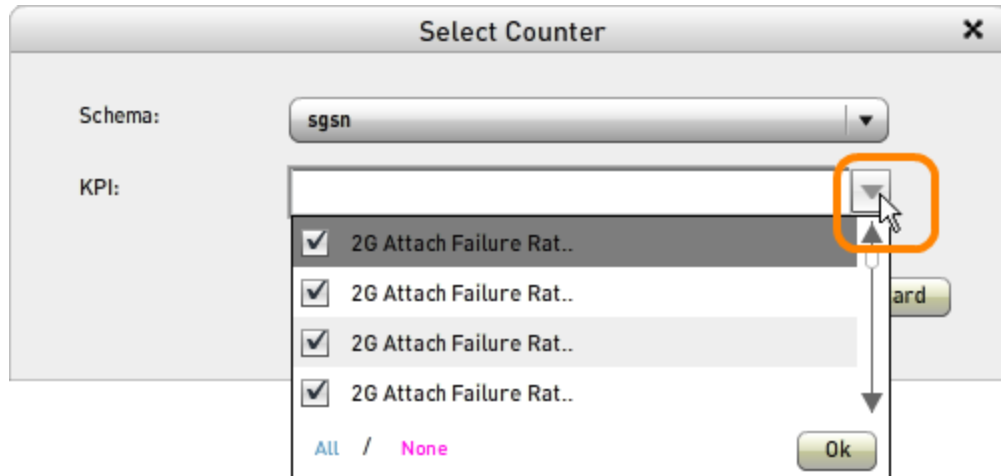 Select Counter
Schema: sgsn
KPI:
2G Attach Failure Rat..
2G Attach Failure Rat..
ard
2G Attach Failure Rat..
2G Attach Failure Rat..
All / None Ok